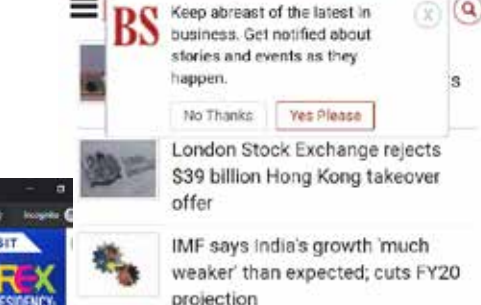 BS
Keep abreast of the latest in
business. Get notified about
stories and events as they
happen.
X
No Thanks
Yes Please
London Stock Exchange rejects
$39 billion Hong Kong takeover
offer
IMF says India's growth 'much
weaker' than expected; cuts FY20
projection
Incognito